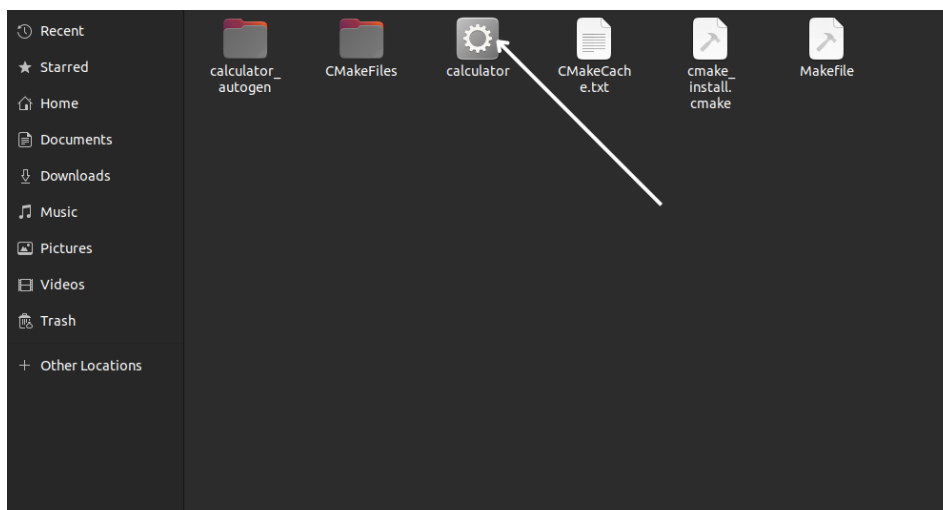 Recent
Starred
Home
Documents
Downloads
Music
Pictures
Videos
Trash
Other Locations
calculator_
autogen
CMakeFiles
calculator
CMakeCach
e.txt
cmake_
install.
cmake
Makefile